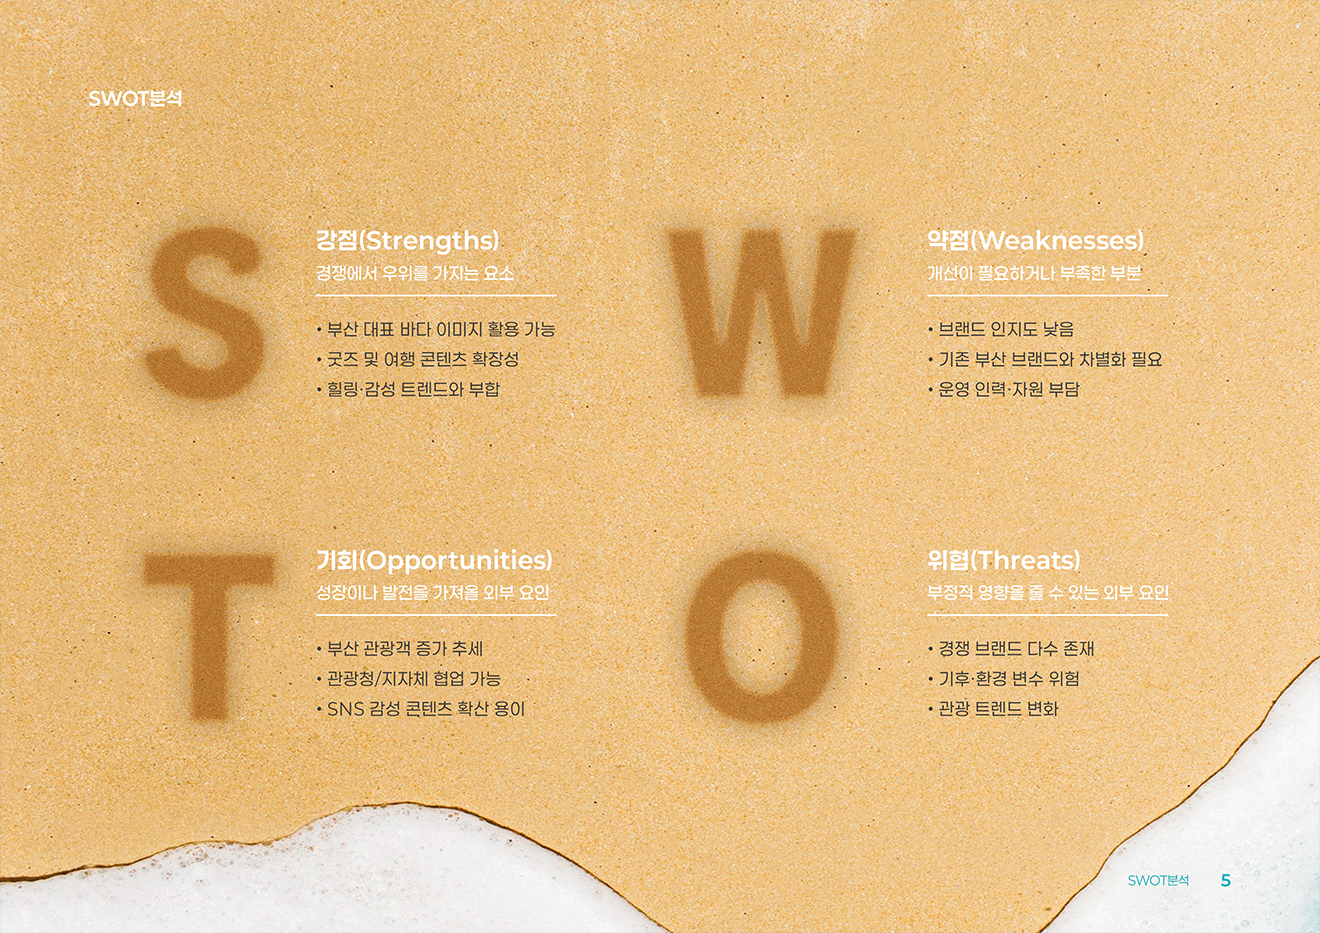 SWOT분석
S
강점(Strengths)
경쟁에서 우위를 가지는 요소
• 부산 대표 바다 이미지 활용 가능
• 굿즈 및 여행 콘텐츠 확장성
• 힐링·감성 트렌드와 부합
W
약점(Weaknesses)
개선이 필요하거나 부족한 부분
• 브랜드 인지도 낮음
• 기존 부산 브랜드와 차별화 필요
• 운영 인력·자원 부담
T
기회(Opportunities)
성장이나 발전을 가져올 외부 요인
• 부산 관광객 증가 추세
• 관광청/지자체 협업 가능
• SNS 감성 콘텐츠 확산 용이
O
위협(Threats)
부정적 영향을 줄 수 있는 외부 요인
• 경쟁 브랜드 다수 존재
• 기후·환경 변수 위험
• 관광 트렌드 변화
SWOT분석 5